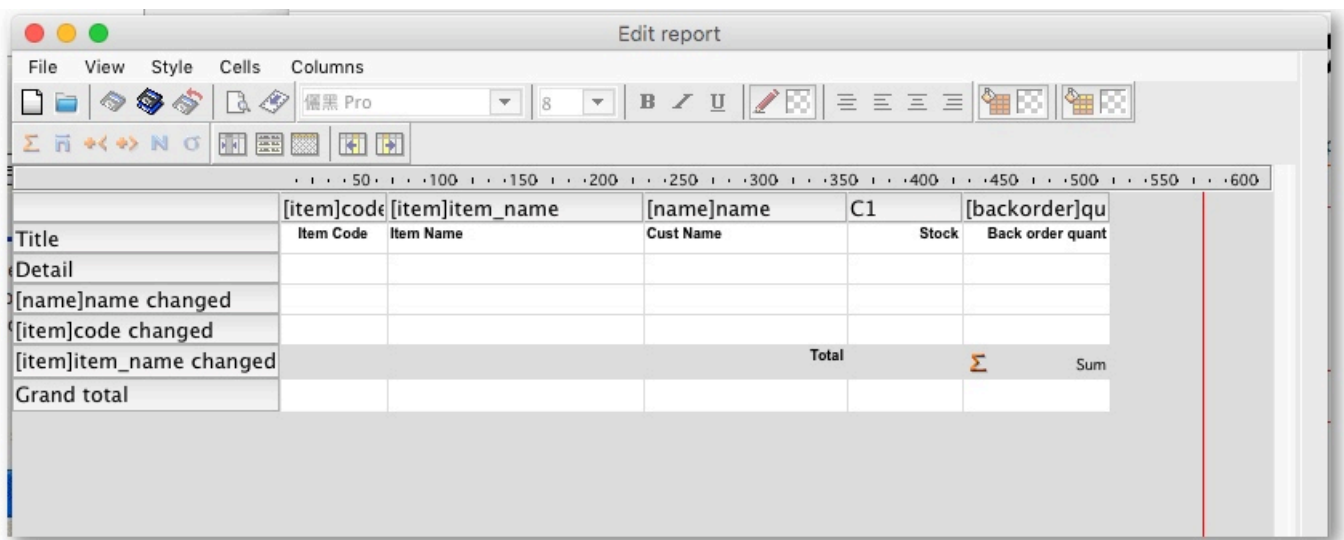 Edit report
File View Style Cells Columns
儷黑 Pro 8 B I U
Σ n N σ
50 100 150 200 250 300 350 400 450 500 550 600
[item]code [item]item_name [name]name C1 [backorder]qu
Title Item Code Item Name Cust Name Stock Back order quant
Detail
[name]name changed
[item]code changed
[item]item_name changed Total Σ Sum
Grand total